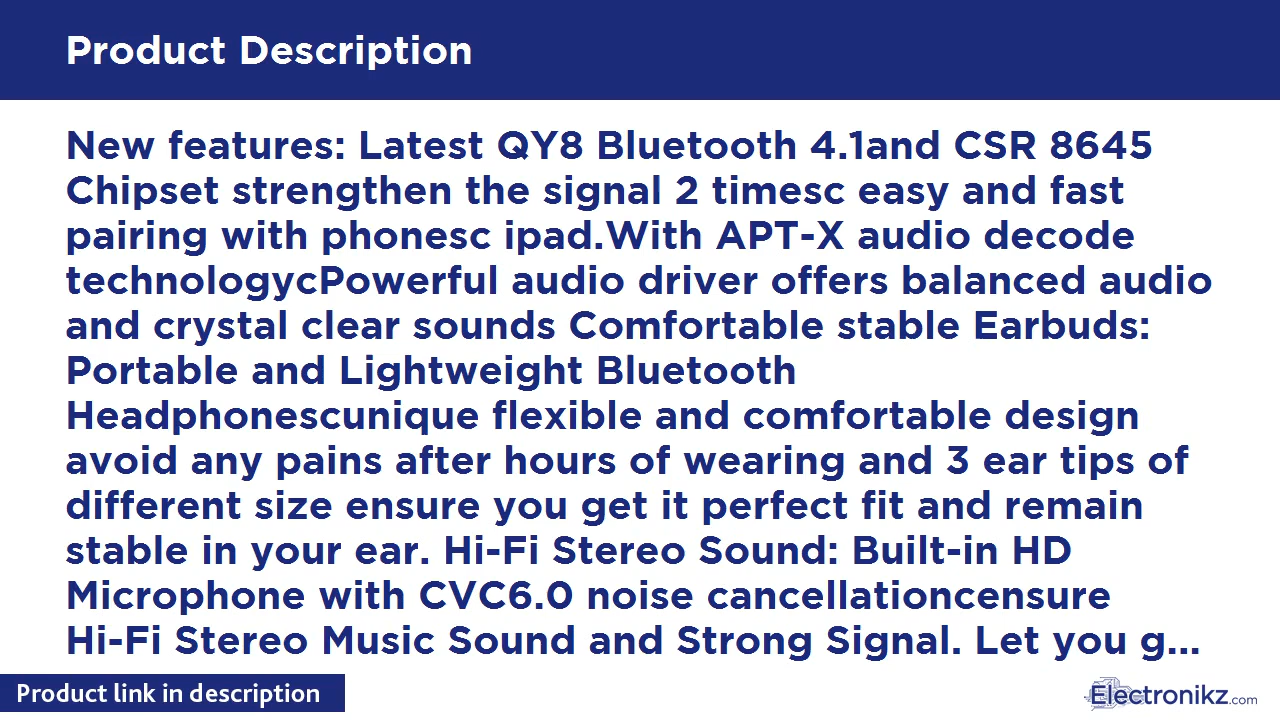 Product Description
New features: Latest QY8 Bluetooth 4.1and CSR 8645
Chipset strengthen the signal 2 timesc easy and fast
pairing with phonesc ipad.With APT-X audio decode
technologycPowerful audio driver offers balanced audio
and crystal clear sounds Comfortable stable Earbuds:
Portable and Lightweight Bluetooth
Headphonescunique flexible and comfortable design
avoid any pains after hours of wearing and 3 ear tips of
different size ensure you get it perfect fit and remain
stable in your ear. Hi-Fi Stereo Sound: Built-in HD
Microphone with CVC6.0 noise cancellationcensure
Hi-Fi Stereo Music Sound and Strong Signal. Let you g...
Product link in description
Electronikz.com